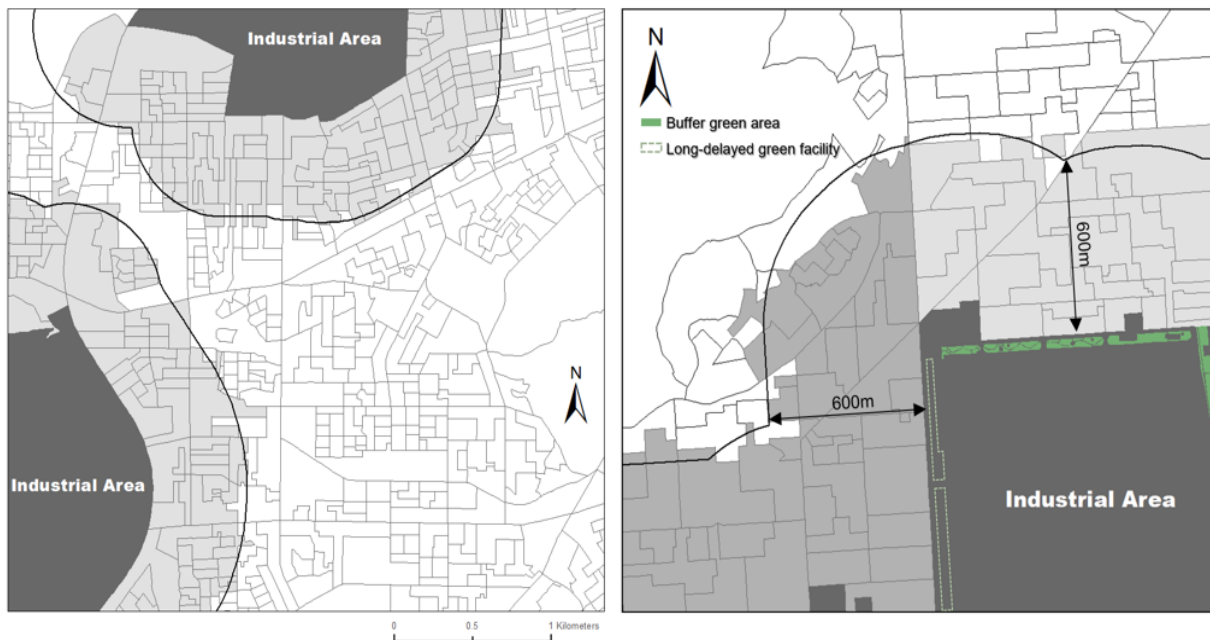 Industrial Area
Industrial Area
N
0 0.5 1 Kilometers
N
Buffer green area
Long-delayed green facility
600m
600m
Industrial Area